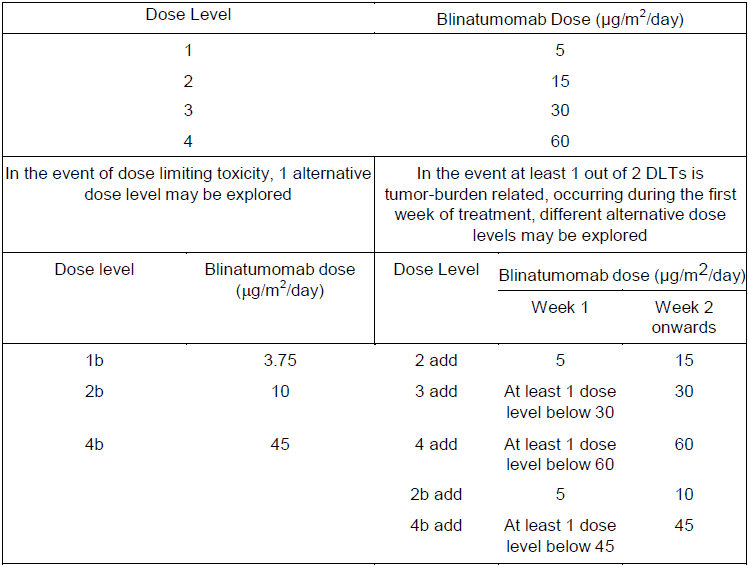 Dose Level Blinatumomab Dose (µg/m²/day)
1 5
2 15
3 30
4 60
In the event of dose limiting toxicity, 1 alternative
dose level may be explored
In the event at least 1 out of 2 DLTs is
tumor-burden related, occurring during the first
week of treatment, different alternative dose
levels may be explored
Dose level Blinatumomab dose
(µg/m²/day)
Dose Level Blinatumomab dose (µg/m2/day)
Week 1 Week 2
onwards
1b 3.75 2 add 5 15
2b 10 3 add At least 1 dose 30
level below 30
4b 45 4 add At least 1 dose 60
level below 60
2b add 5 10
4b add At least 1 dose 45
level below 45